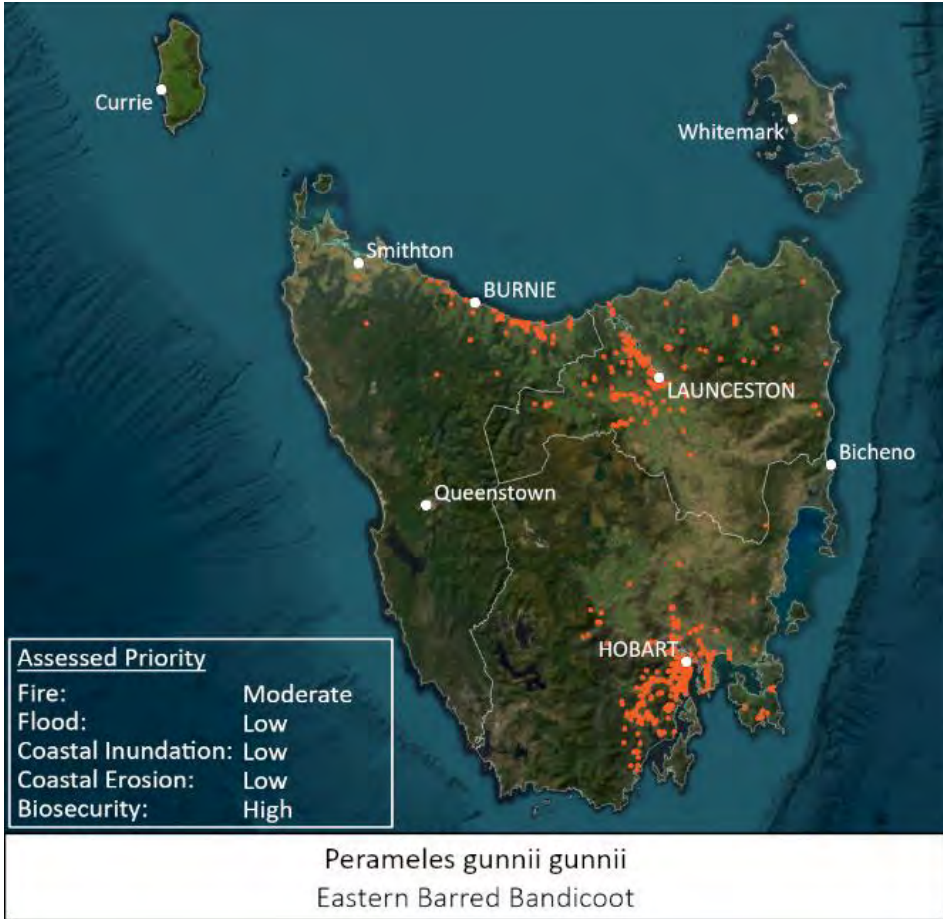 Currie
Whitemark
Smithton
BURNIE
LAUNCESTON
Bicheno
Queenstown
HOBART
Assessed Priority
Fire: Moderate
Flood: Low
Coastal Inundation: Low
Coastal Erosion: Low
Biosecurity: High
Perameles gunnii gunnii
Eastern Barred Bandicoot